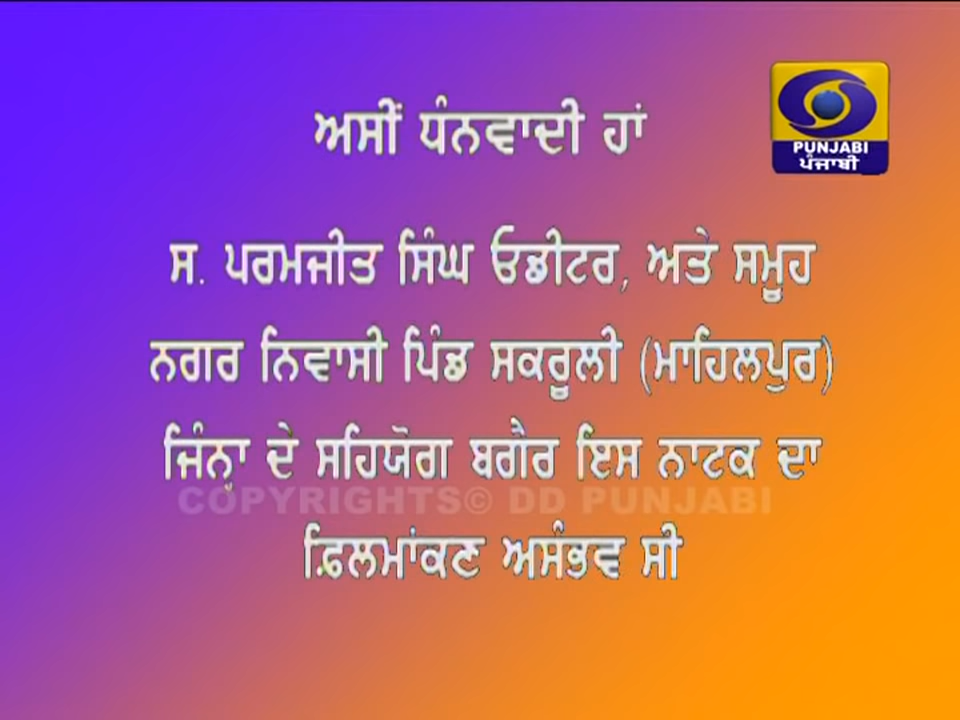 PUNJABI
ਪੰਜਾਬੀ
ਅਸੀਂ ਧੰਨਵਾਦੀ ਹਾਂ
ਸ. ਪਰਮਜੀਤ ਸਿੰਘ ਓਡੀਟਰ, ਅਤੇ ਸਮੂਹ
ਨਗਰ ਨਿਵਾਸੀ ਪਿੰਡ ਸਕਰੂਲੀ (ਮਾਹਿਲਪੁਰ)
ਜਿੰਨ੍ਹਾ ਦੇ ਸਹਿਯੋਗ ਬਗੈਰ ਇਸ ਨਾਟਕ ਦਾ
COPYRIGHTS© DD PUNJABI
ਫ਼ਿਲਮਾਂਕਣ ਅਸੰਭਵ ਸੀ